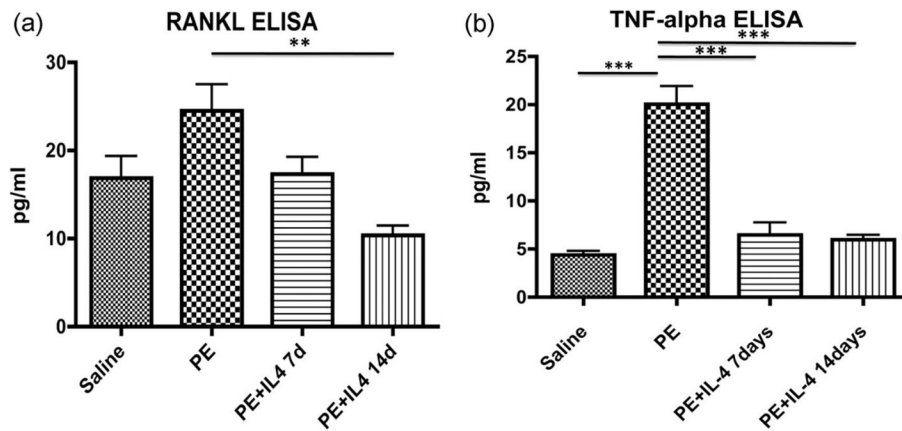 (a)
RANKL ELISA
**
30
20
10
0
pg/ml
Saline
PE
PE+IL4 7d
PE+IL4 14d
(b)
TNF-alpha ELISA
***
***
***
25
20
15
10
5
0
pg/ml
Saline
PE
PE+IL-4 7days
PE+IL-4 14days